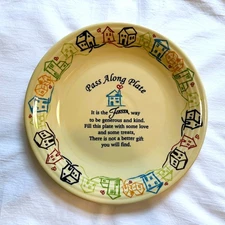 Pass Along Plate
It is the way
to be generous and kind.
Fill this plate with some love
and some treats,
There is not a better gift
you will find.